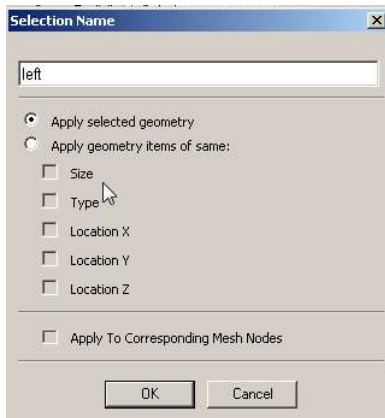 Selection Name
left
Apply selected geometry
Apply geometry items of same:
Size
Type
Location X
Location Y
Location Z
Apply To Corresponding Mesh Nodes
OK Cancel